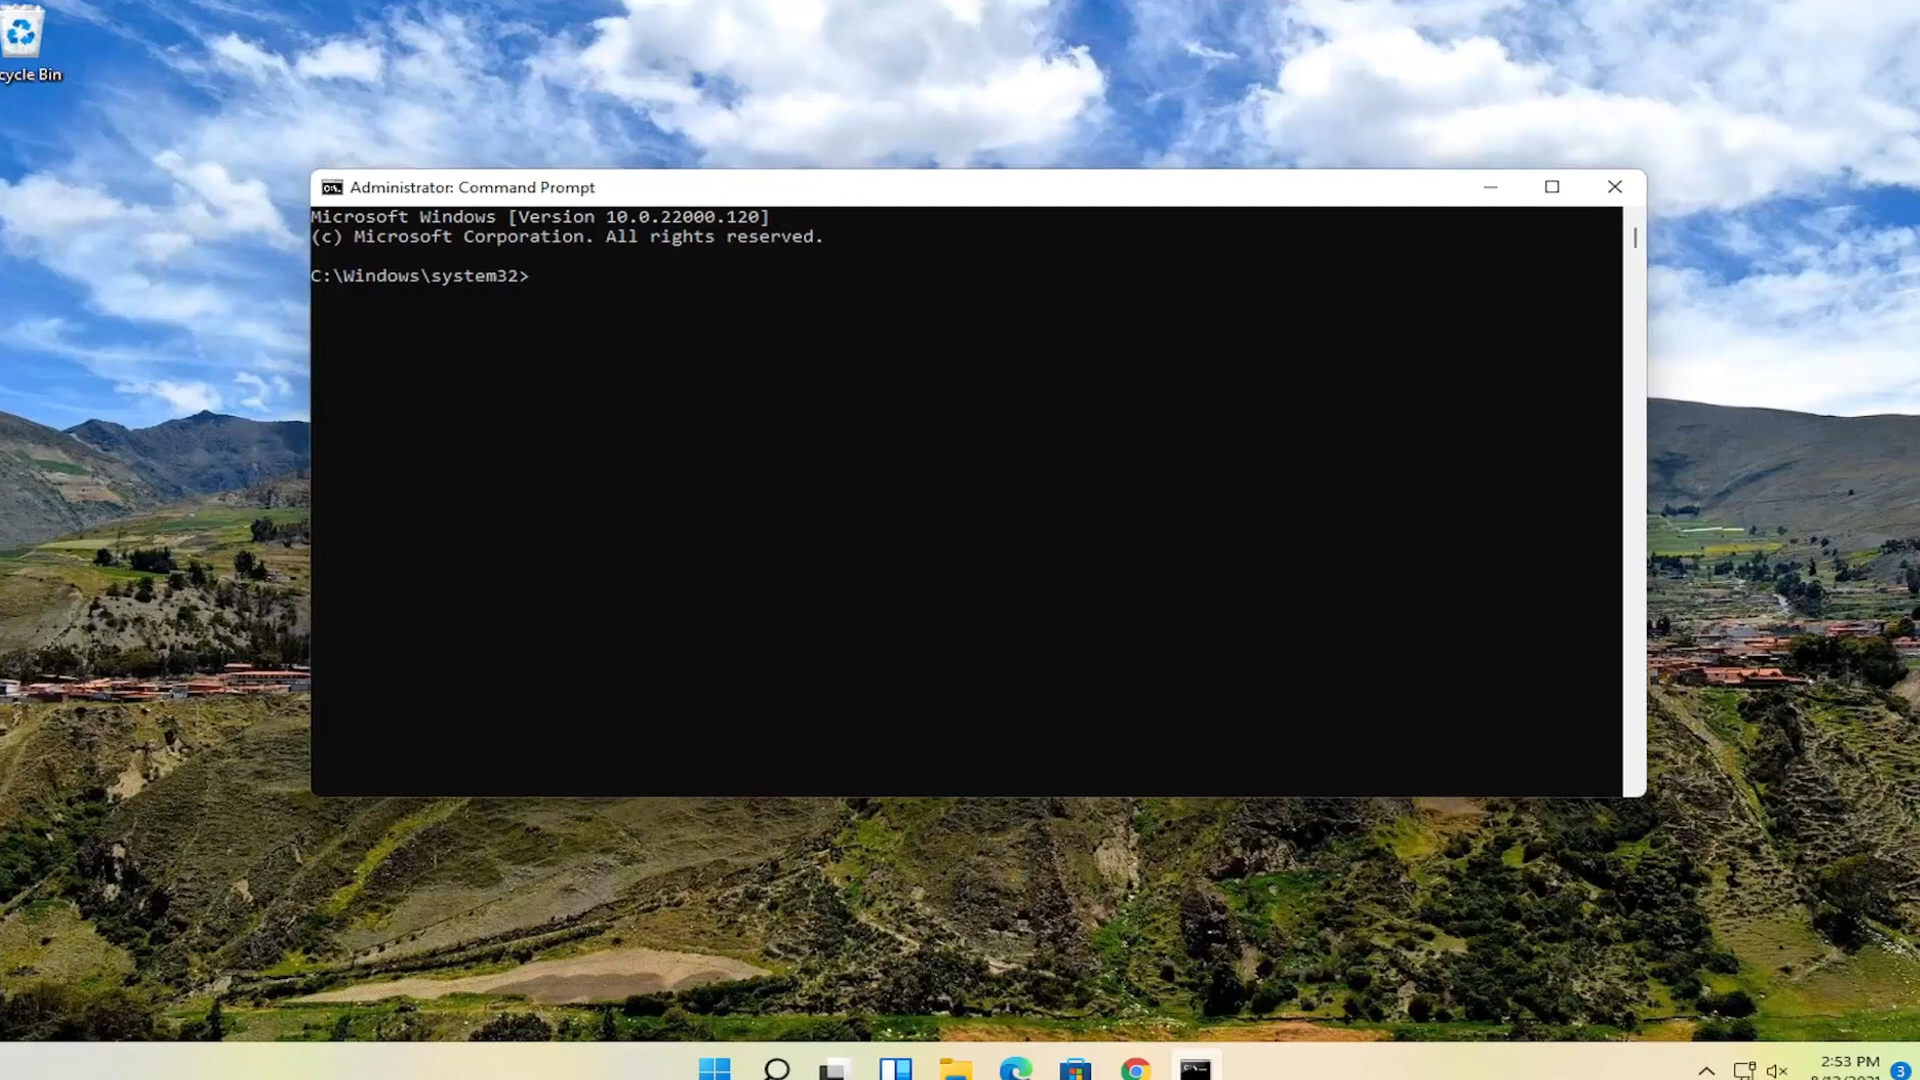 cycle Bin
Administrator: Command Prompt
Microsoft Windows [Version 10.0.22000.120]
(c) Microsoft Corporation. All rights reserved.
C:\Windows\system32>
2:53 PM
3